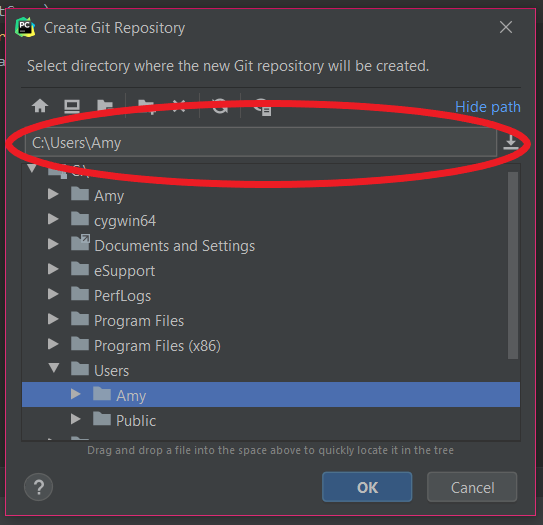 Create Git Repository
Select directory where the new Git repository will be created.
Hide path
C:\Users\Amy
C:\
Amy
cygwin64
Documents and Settings
eSupport
PerfLogs
Program Files
Program Files (x86)
Users
Amy
Public
Drag and drop a file into the space above to quickly locate it in the tree
?
OK
Cancel